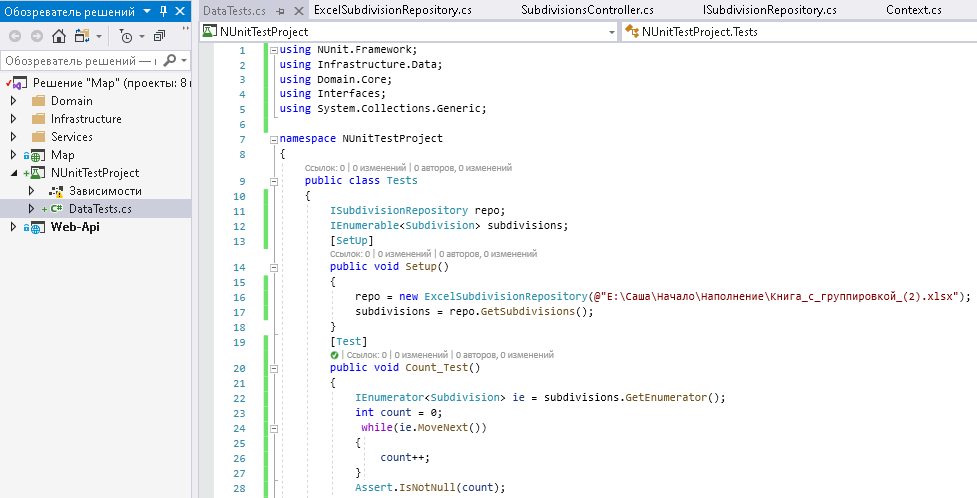 Обозреватель решений
DataTests.cs
ExcelSubdivisionRepository.cs
SubdivisionsController.cs
ISubdivisionRepository.cs
Context.cs
NUnitTestProject
NUnitTestProject.Tests
Обозреватель решений —
Решение "Map" (проекты: 8
Domain
Infrastructure
Services
Map
NUnitTestProject
Зависимости
DataTests.cs
Web-Api
1 using NUnit.Framework;
2 using Infrastructure.Data;
3 using Domain.Core;
4 using Interfaces;
5 using System.Collections.Generic;
6
7 namespace NUnitTestProject
8 {
Ссылок: 0 | 0 изменений | 0 авторов, 0 изменений
9 public class Tests
10 {
11 ISubdivisionRepository repo;
12 IEnumerable<Subdivision> subdivisions;
13 [SetUp]
Ссылок: 0 | 0 изменений | 0 авторов, 0 изменений
14 public void Setup()
15 {
16 repo = new ExcelSubdivisionRepository(@"E:\Саша\Начало\Наполнение\Книга_с_группировкой_(2).xlsx");
17 subdivisions = repo.GetSubdivisions();
18 }
19 [Test]
| Ссылок: 0 | 0 изменений | 0 авторов, 0 изменений
20 public void Count_Test()
21 {
22 IEnumerator<Subdivision> ie = subdivisions.GetEnumerator();
23 int count = 0;
24 while(ie.MoveNext())
25 {
26 count++;
27 }
28 Assert.IsNotNull(count);